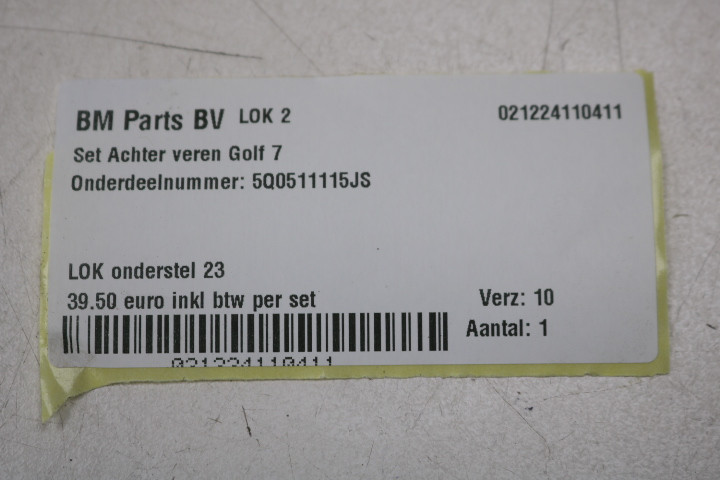 BM Parts BV LOK 2 021224110411
Set Achter veren Golf 7
Onderdeelnummer: 5Q0511115JS
LOK onderstel 23
39.50 euro inkl btw per set Verz: 10
Aantal: 1
021224110411